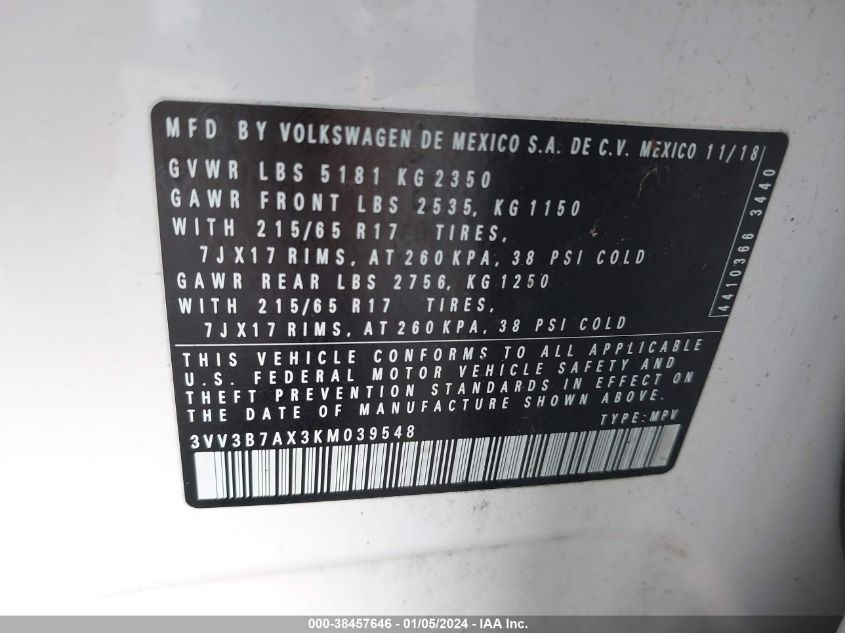 MFD BY VOLKSWAGEN DE MEXICO S.A. DE C.V. MEXICO 11/18
GVWR LBS 5181 KG 2350
GAWR FRONT LBS 2535, KG 1150
WITH 215/65 R17 TIRES,
7JX17 RIMS, AT 260 KPA, 38 PSI COLD
GAWR REAR LBS 2756, KG 1250
WITH 215/65 R17 TIRES,
7JX17 RIMS, AT 260 KPA, 38 PSI COLD
4410366 3440
THIS VEHICLE CONFORMS TO ALL APPLICABLE
U.S. FEDERAL MOTOR VEHICLE SAFETY AND
THEFT PREVENTION STANDARDS IN EFFECT ON
THE DATE OF MANUFACTURE SHOWN ABOVE.
TYPE: MPV
3VV3B7AX3KM039548
000-38457646 - 01/05/2024 - IAA Inc.